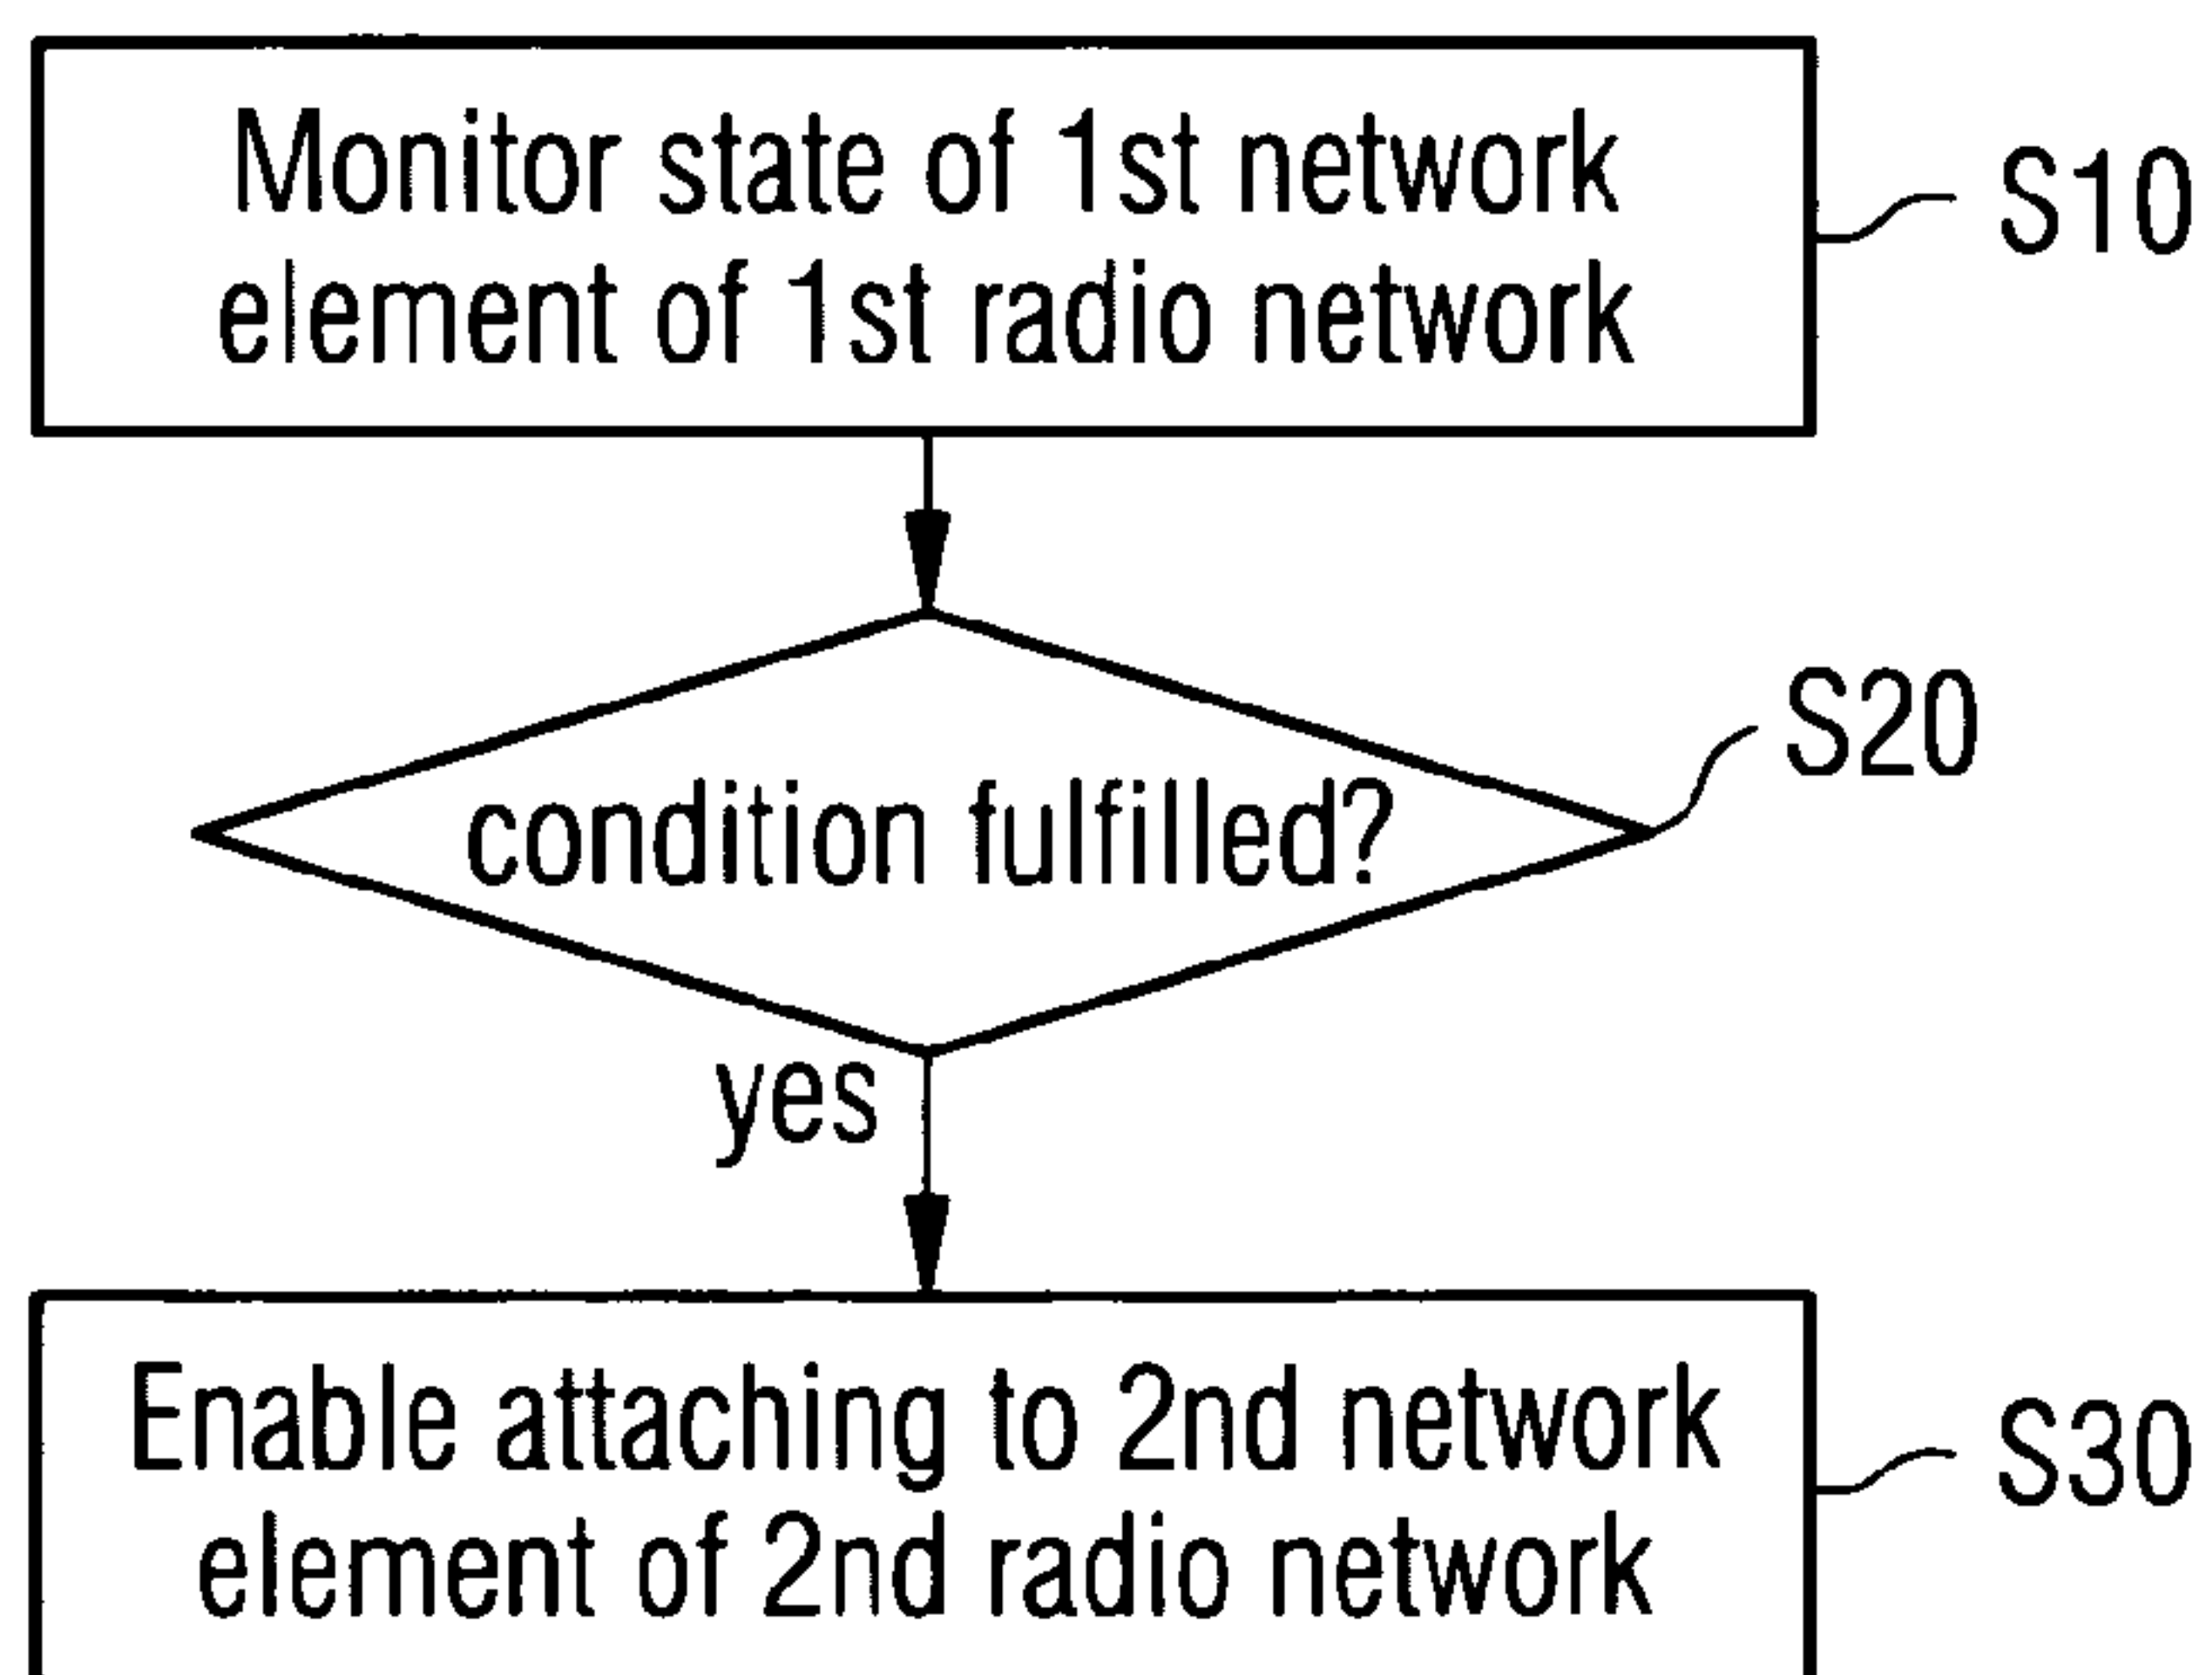 Monitor state of 1st network
element of 1st radio network
S10
condition fulfilled?
S20
yes
Enable attaching to 2nd network
element of 2nd radio network
S30